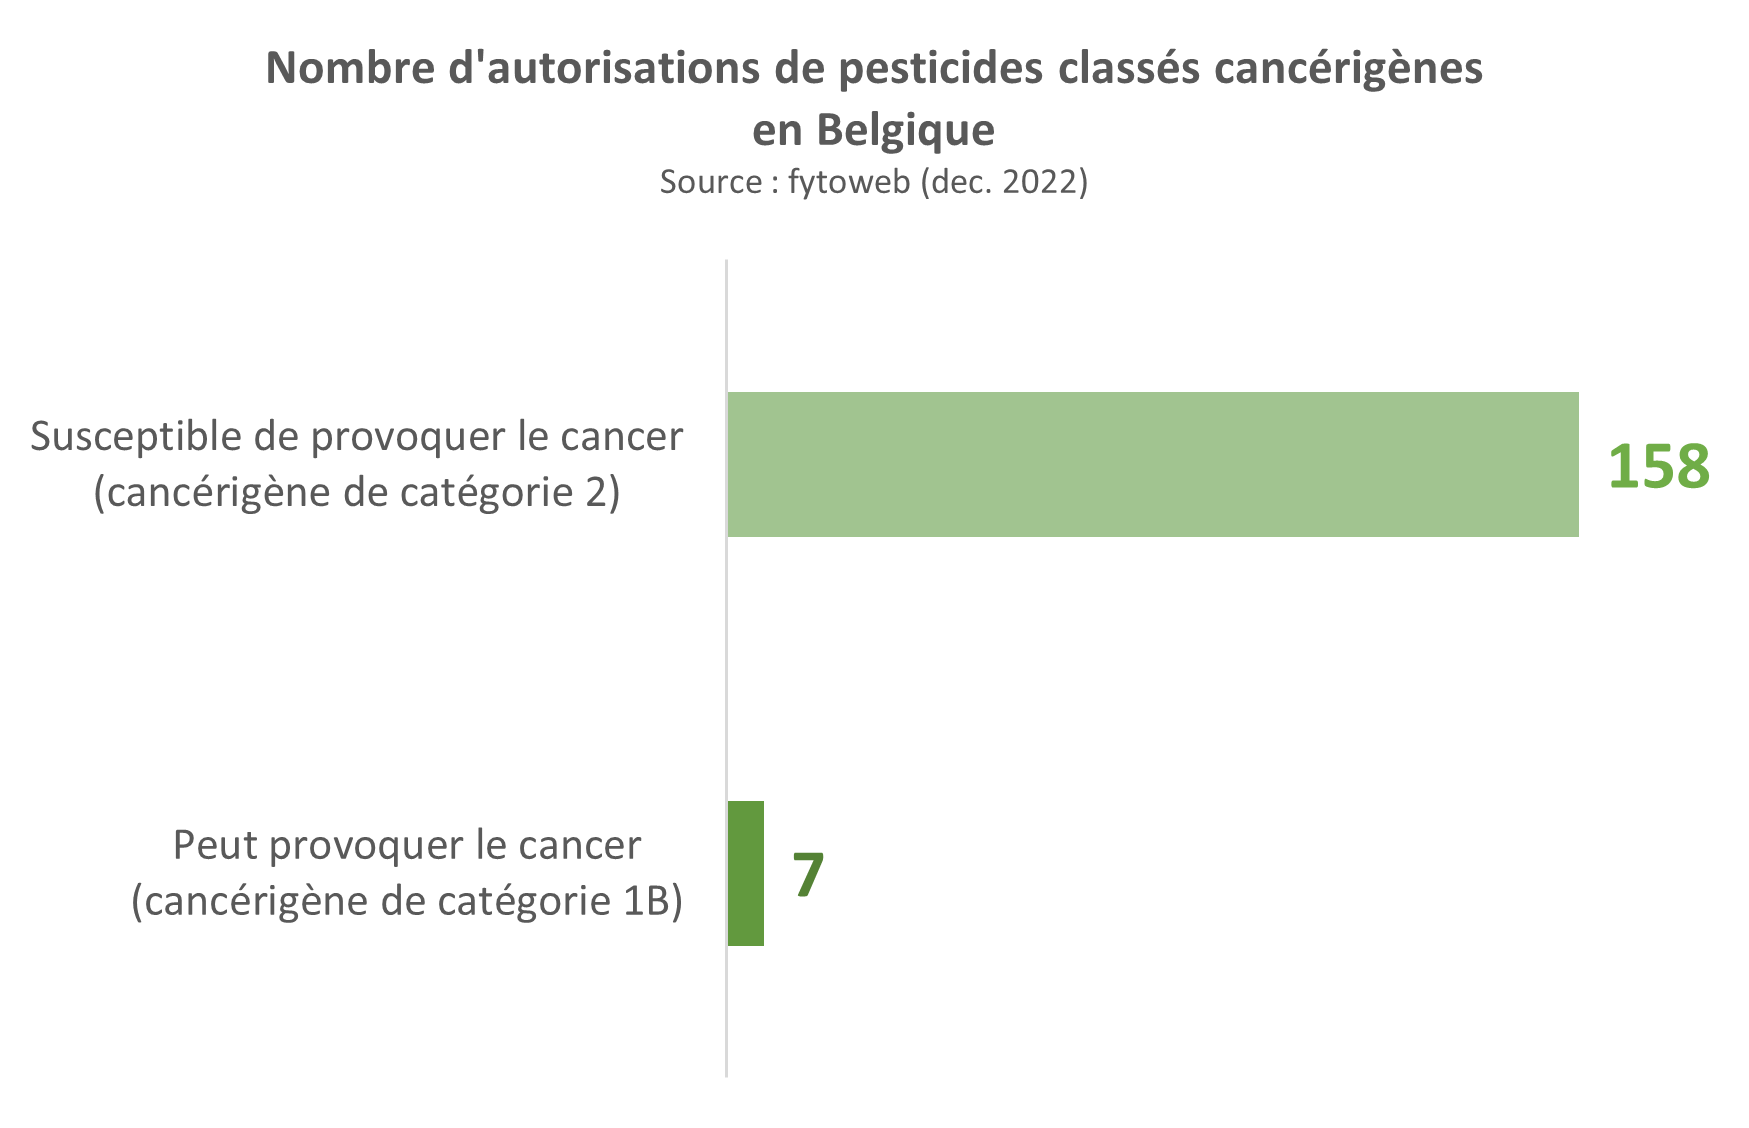 Nombre d'autorisations de pesticides classés cancérigènes
en Belgique
Source : fytoweb (dec. 2022)
Susceptible de provoquer le cancer
(cancérigène de catégorie 2)
158
Peut provoquer le cancer
(cancérigène de catégorie 1B)
7